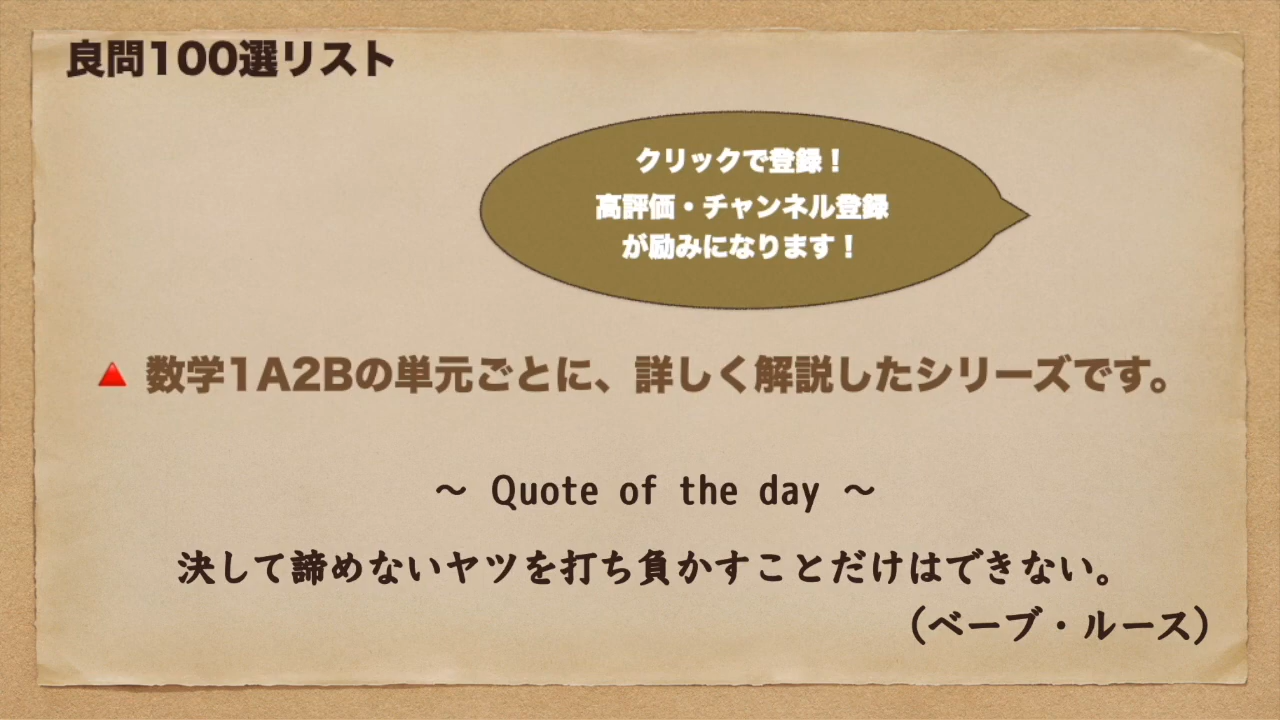 良問100選リスト
クリックで登録！
高評価・チャンネル登録
が励みになります！
数学1A2Bの単元ごとに、詳しく解説したシリーズです。
〜 Quote of the day 〜
決して諦めないヤツを打ち負かすことだけはできない。
（ベーブ・ルース）